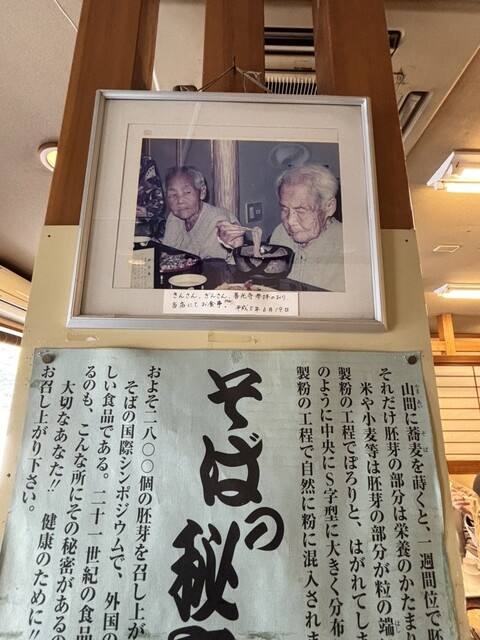 きんさん、ぎんさん、善光寺参拝のおり、
当店にてお食事 平成5年6月19日
そばの秘
山間に蕎麦を蒔くと、一週間位で
それだけ胚芽の部分は栄養のかたま
米や小麦等は胚芽の部分が粒の端
製粉の工程でぽろりと、はがれてしま
のように中央にS字型に大きく分布
製粉の工程で自然に粉に混入され
およそ二八〇〇個の胚芽を召し上が
そばの国際シンポジウムで、外国の
しい食品である。二十一世紀の食品
るのも、こんな所にその秘密があるの
大切なあなた!! 健康のために!!
お召し上がり下さい。